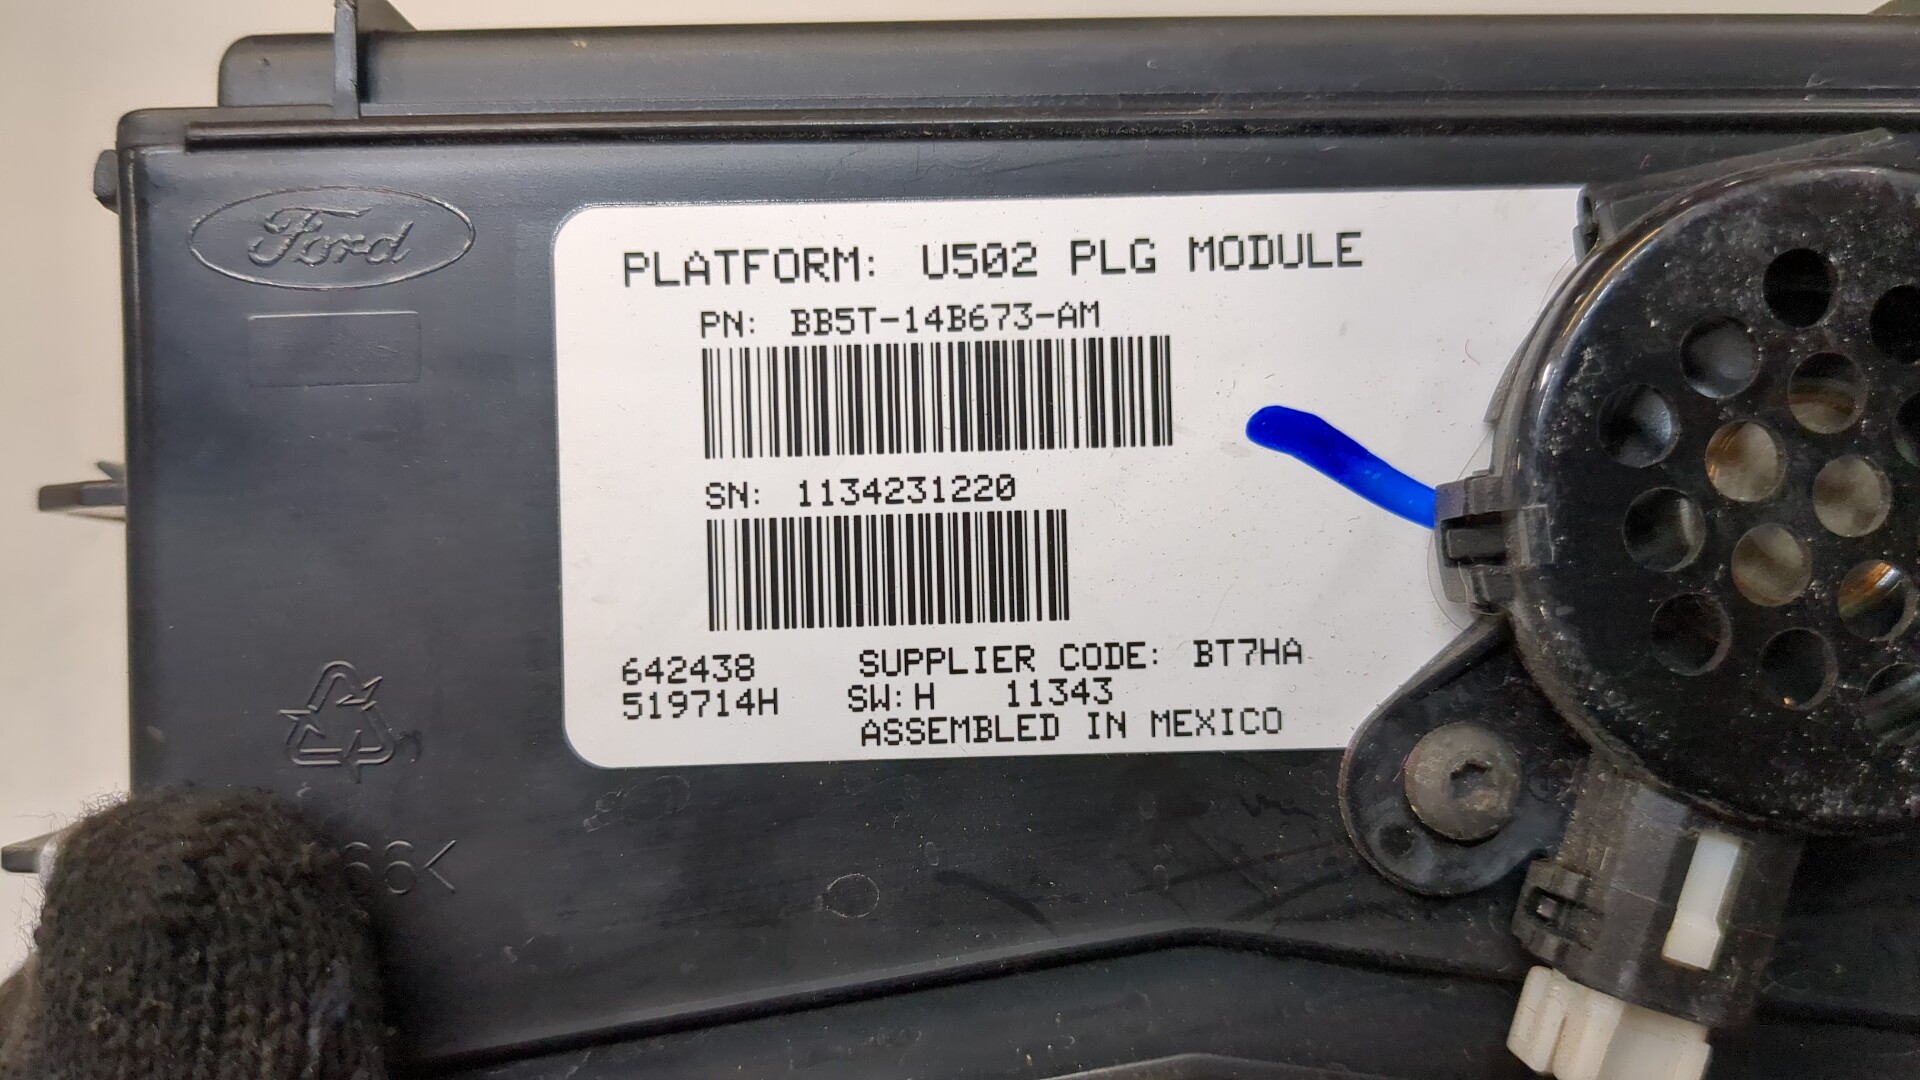 Ford
PLATFORM: U502 PLG MODULE
PN: BB5T-14B673-AM
SN: 1134231220
642438 SUPPLIER CODE: BT7HA
519714H SW: H 11343
ASSEMBLED IN MEXICO
66<